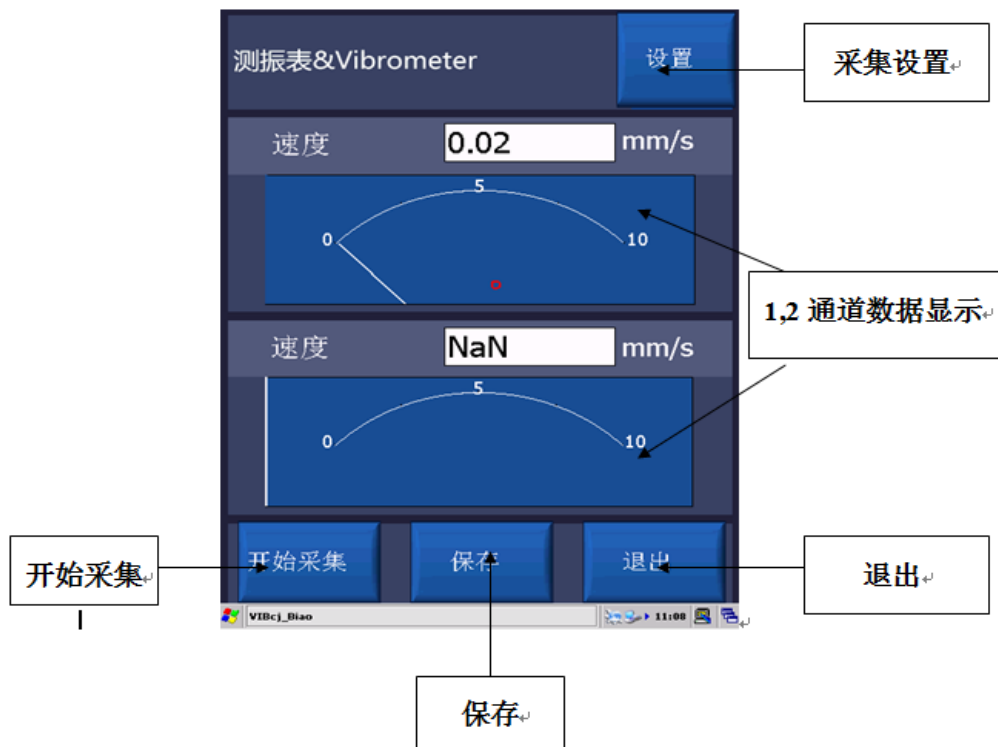 测振表&Vibrometer
设置
采集设置
速度
0.02
mm/s
5
0
10
1,2 通道数据显示
速度
NaN
mm/s
5
0
10
开始采集
保存
退出
开始采集
退出
VIBcj_Biao
11:08
保存